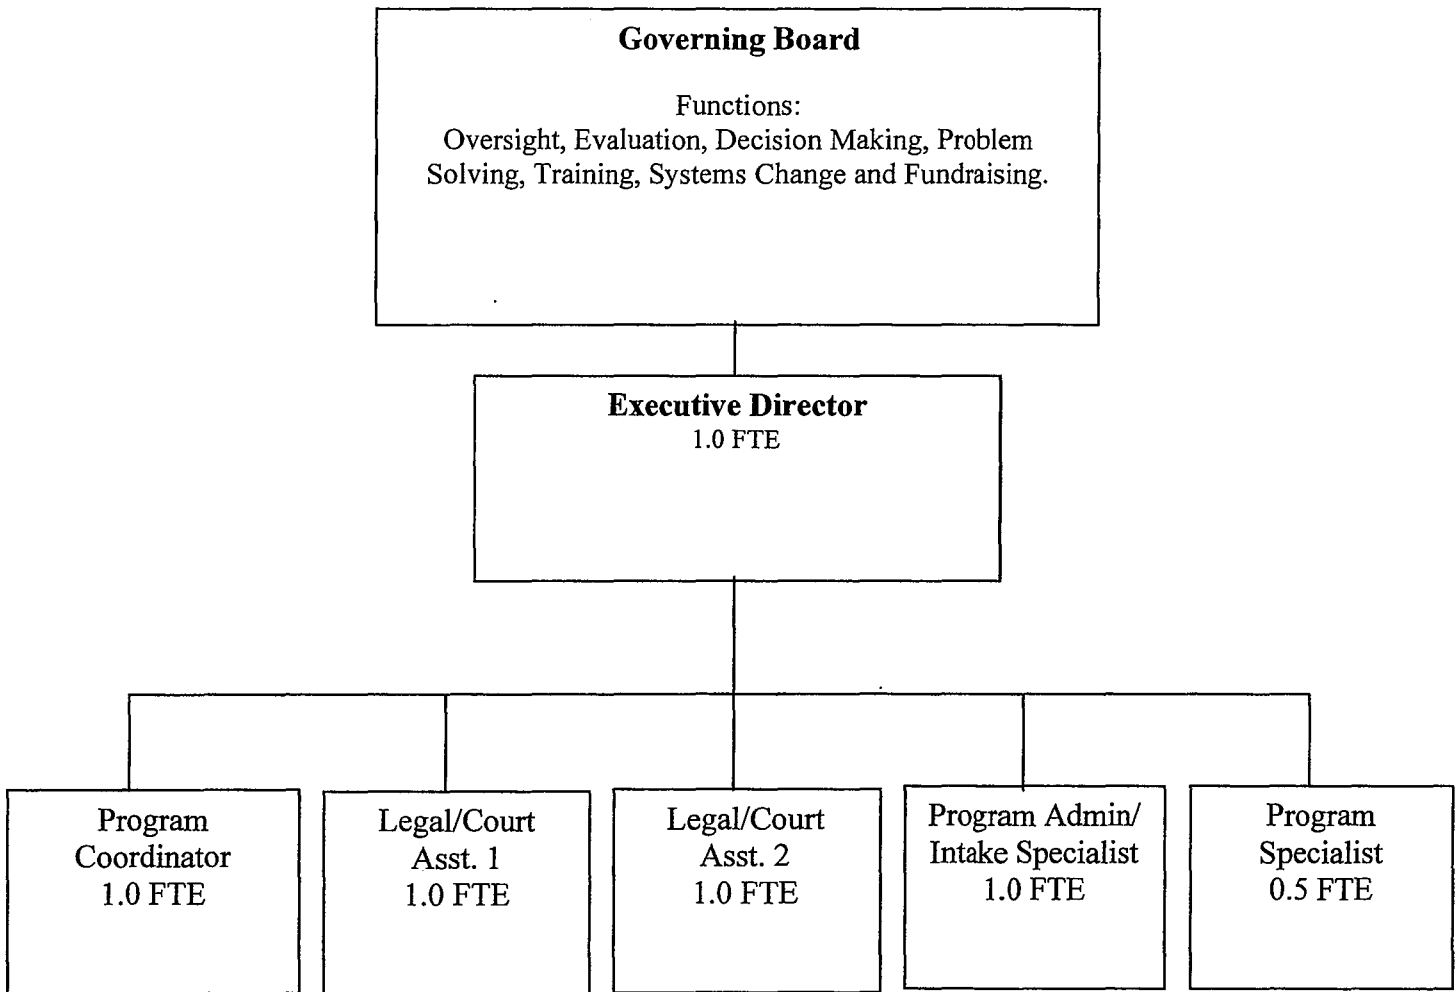 Governing Board
Functions:
Oversight, Evaluation, Decision Making, Problem
Solving, Training, Systems Change and Fundraising.
Executive Director
1.0 FTE
Program
Coordinator
1.0 FTE
Legal/Court
Asst. 1
1.0 FTE
Legal/Court
Asst. 2
1.0 FTE
Program Admin/
Intake Specialist
1.0 FTE
Program
Specialist
0.5 FTE